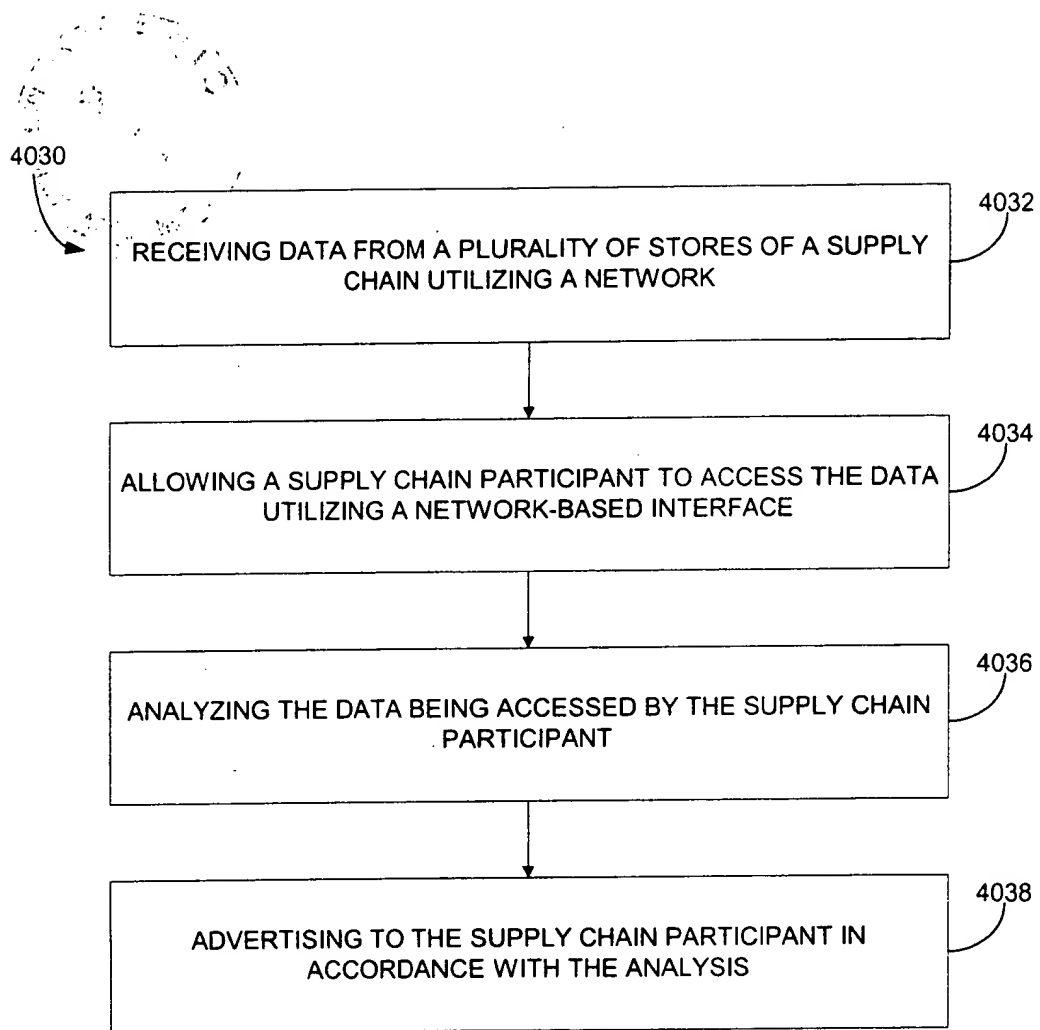 4030
4032
RECEIVING DATA FROM A PLURALITY OF STORES OF A SUPPLY
CHAIN UTILIZING A NETWORK
4034
ALLOWING A SUPPLY CHAIN PARTICIPANT TO ACCESS THE DATA
UTILIZING A NETWORK-BASED INTERFACE
4036
ANALYZING THE DATA BEING ACCESSED BY THE SUPPLY CHAIN
PARTICIPANT
4038
ADVERTISING TO THE SUPPLY CHAIN PARTICIPANT IN
ACCORDANCE WITH THE ANALYSIS